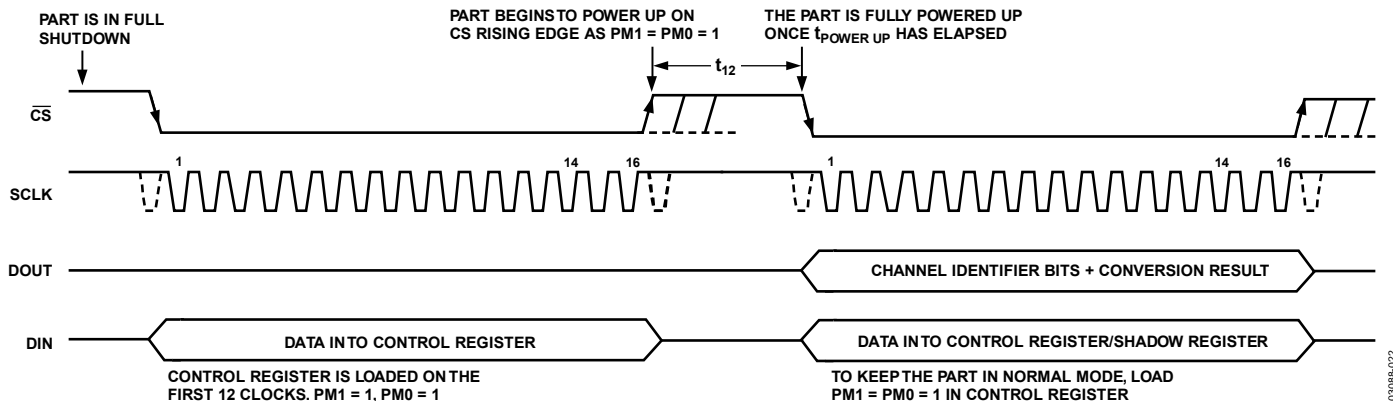 PART IS IN FULL
SHUTDOWN
PART BEGINS TO POWER UP ON
CS RISING EDGE AS PM1 = PM0 = 1
THE PART IS FULLY POWERED UP
ONCE tPOWER UP HAS ELAPSED
t12
CS
1
14
16
1
14
16
SCLK
DOUT
CHANNEL IDENTIFIER BITS + CONVERSION RESULT
DIN
DATA INTO CONTROL REGISTER
DATA INTO CONTROL REGISTER/SHADOW REGISTER
CONTROL REGISTER IS LOADED ON THE
FIRST 12 CLOCKS, PM1 = 1, PM0 = 1
TO KEEP THE PART IN NORMAL MODE, LOAD
PM1 = PM0 = 1 IN CONTROL REGISTER
03088-022